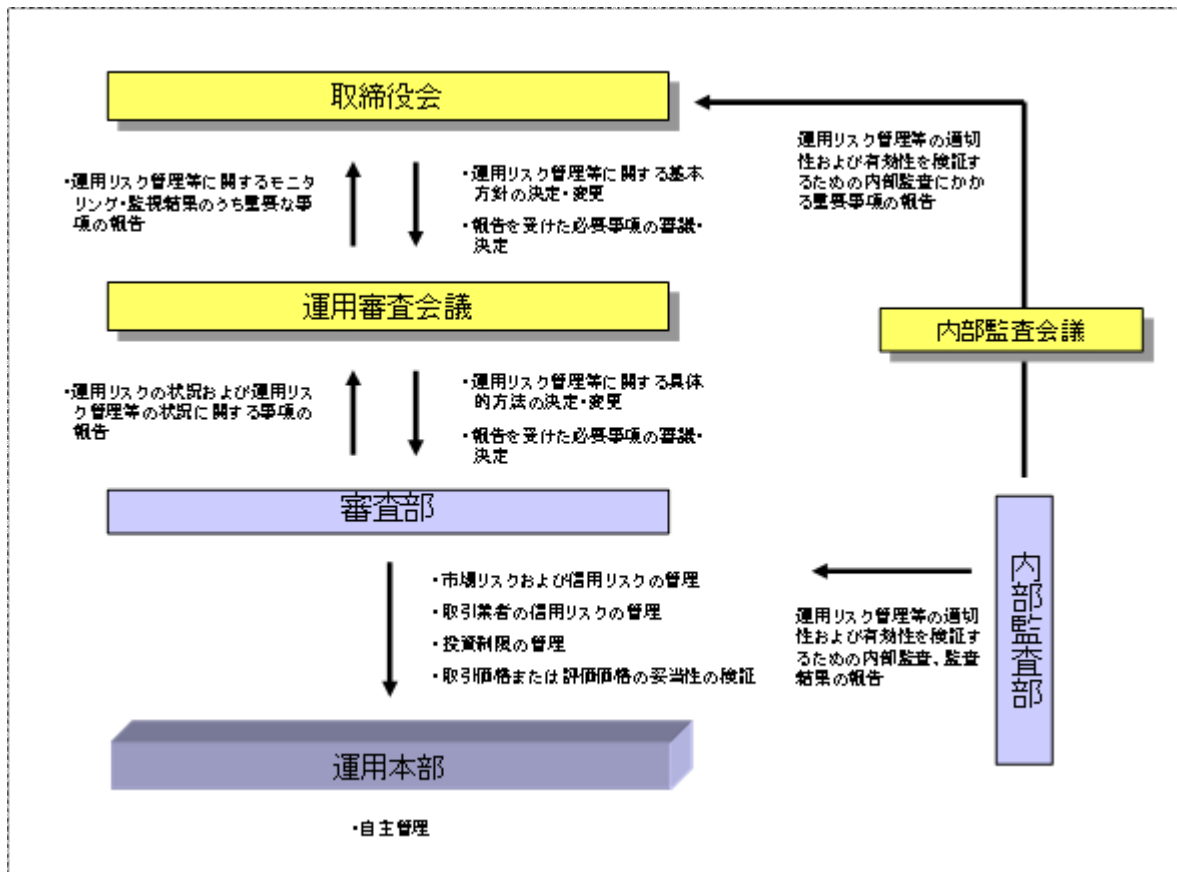 取締役会
運用リスク管理等の適切
性および有効性を検証す
るための内部監査にかか
る重要事項の報告
・運用リスク管理等に関するモニタ
リング・監視結果のうち重要な事
項の報告
・運用リスク管理等に関する基本
方針の決定・変更
・報告を受けた必要事項の審議・
決定
運用審査会議
内部監査会議
・運用リスクの状況および運用リス
ク管理等の状況に関する事項の
報告
・運用リスク管理等に関する具体
的方法の決定・変更
・報告を受けた必要事項の審議・
決定
審査部
内部監査部
・市場リスクおよび信用リスクの管理
・取引業者の信用リスクの管理
・投資制限の管理
・取引価格または評価価格の妥当性の検証
運用リスク管理等の適切
性および有効性を検証す
るための内部監査、監査
結果の報告
運用本部
・自主管理